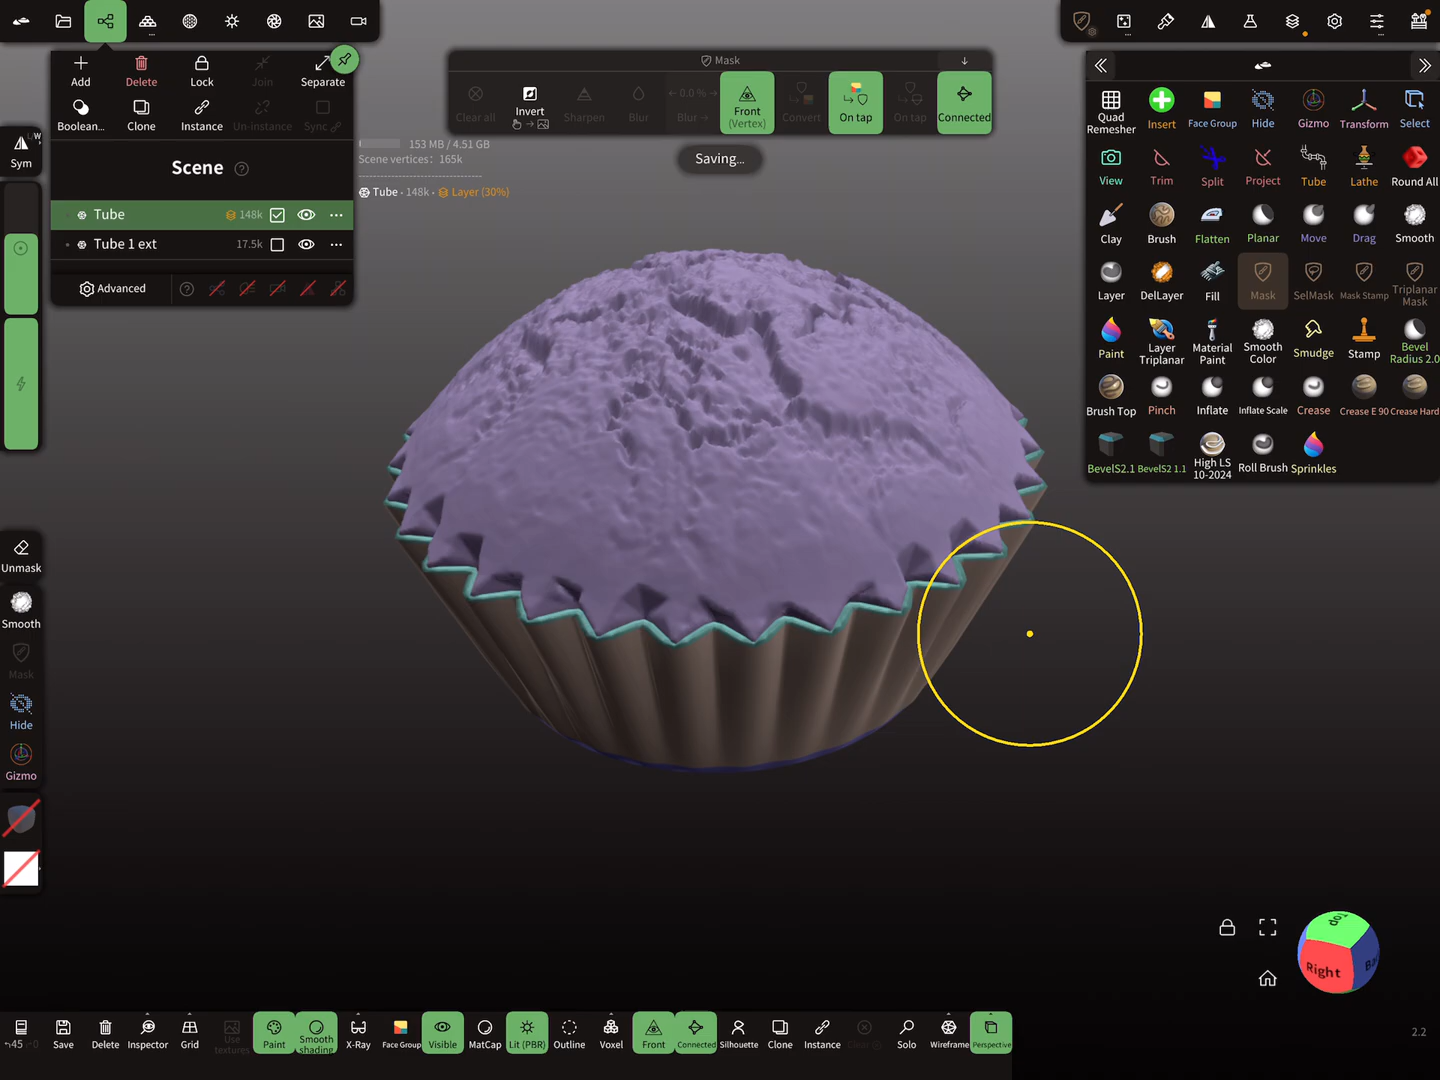 Add
Delete
Lock
Join
Separate
Boolean...
Clone
Instance
Un-instance
Sync
W
Sym
Scene
Tube
148k
Tube 1 ext
17.5k
Advanced
Mask
Clear all
Invert
Sharpen
Blur
← 0.0 % →
Blur
Front
(Vertex)
Convert
On tap
On tap
Connected
153 MB / 4.51 GB
Scene vertices: 165k
Tube · 148k · Layer (30%)
Saving...
Quad
Remesher
Insert
Face Group
Hide
Gizmo
Transform
Select
View
Trim
Split
Project
Tube
Lathe
Round All
Clay
Brush
Flatten
Planar
Move
Drag
Smooth
Layer
DelLayer
Fill
Mask
SelMask
Mask Stamp
Triplanar
Mask
Paint
Layer
Triplanar
Material
Paint
Smooth
Color
Smudge
Stamp
Bevel
Radius 2.0
Brush Top
Pinch
Inflate
Inflate Scale
Crease
Crease E 90
Crease Hard
BevelS2.1
BevelS2 1.1
High LS
10-2024
Roll Brush
Sprinkles
Unmask
Smooth
Mask
Hide
Gizmo
Top
Right
Ba
2.2
45
0
Save
Delete
Inspector
Grid
Use
textures
Paint
Smooth
shading
X-Ray
Face Group
Visible
MatCap
Lit (PBR)
Outline
Voxel
Front
Connected
Silhouette
Clone
Instance
Clear
Solo
Wireframe
Perspective